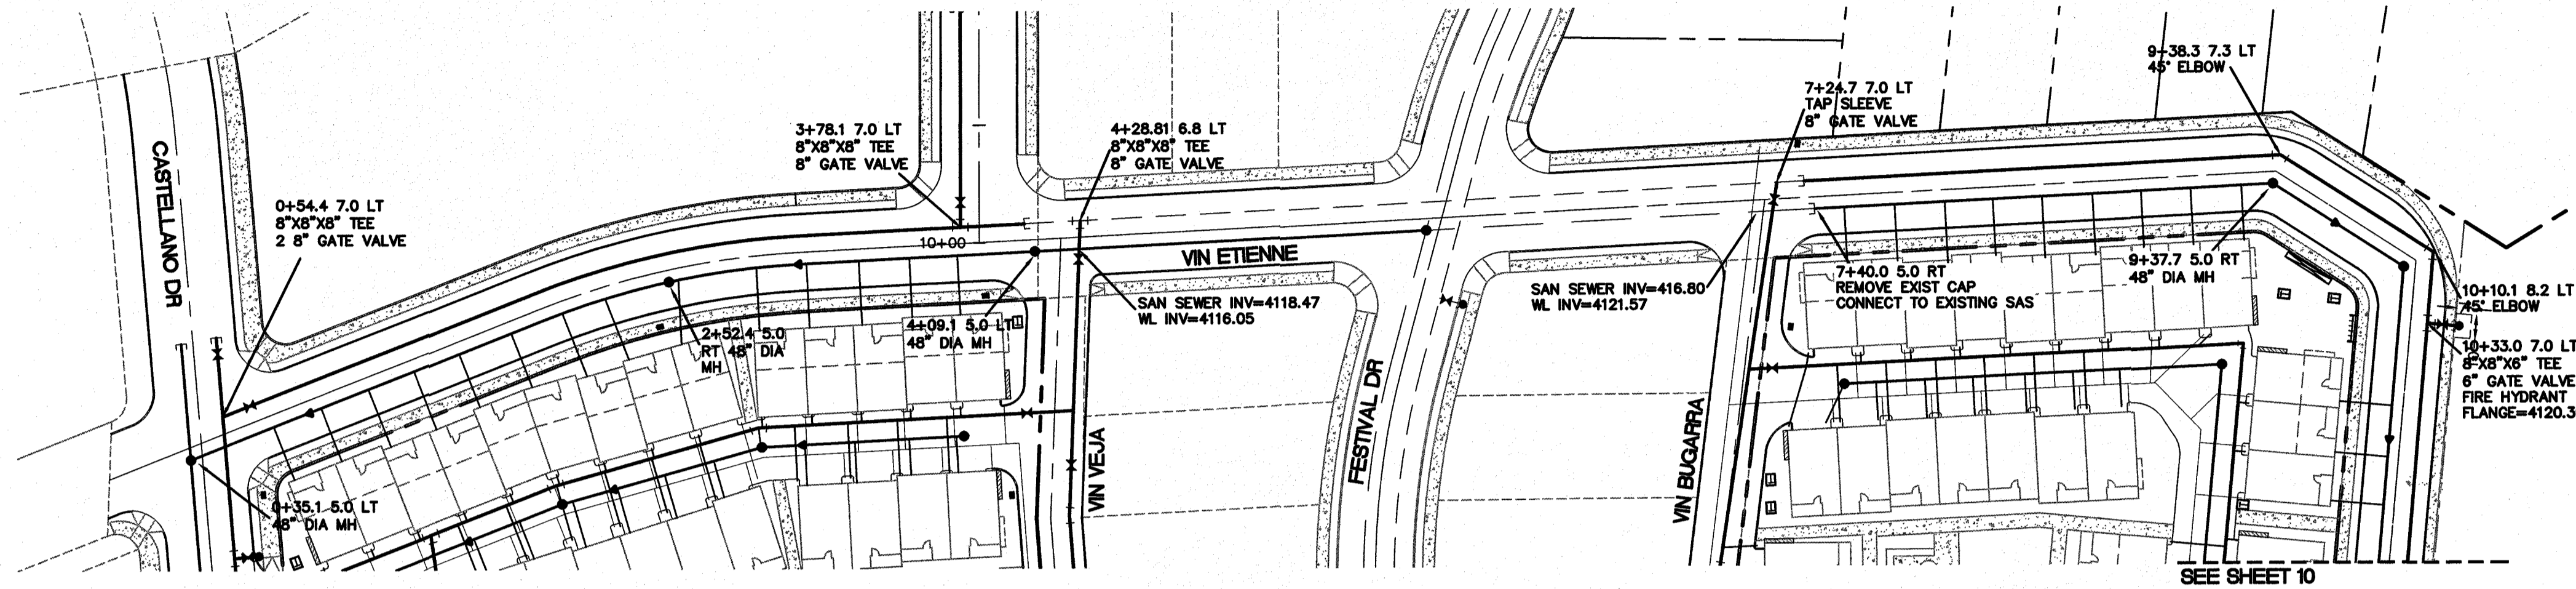 CASTELLANO DR
0+54.4 7.0 LT
8"X8"X8" TEE
2 8" GATE VALVE
0+35.1 5.0 LT
48" DIA MH
3+78.1 7.0 LT
8"X8"X8" TEE
8" GATE VALVE
10+00
2+52.4 5.0
RT 48" DIA
MH
4+09.1 5.0 LT
48" DIA MH
4+28.81 6.8 LT
8"X8"X8" TEE
8" GATE VALVE
VIN ETIENNE
SAN SEWER INV=4118.47
WL INV=4116.05
VIN VEJA
FESTIVAL DR
SAN SEWER INV=416.80
WL INV=4121.57
VIN BUGARRA
7+24.7 7.0 LT
TAP SLEEVE
8" GATE VALVE
7+40.0 5.0 RT
REMOVE EXIST CAP
CONNECT TO EXISTING SAS
9+38.3 7.3 LT
45° ELBOW
9+37.7 5.0 RT
48" DIA MH
10+10.1 8.2 LT
45° ELBOW
10+33.0 7.0 LT
8"X8"X6" TEE
6" GATE VALVE
FIRE HYDRANT
FLANGE=4120.3
SEE SHEET 10